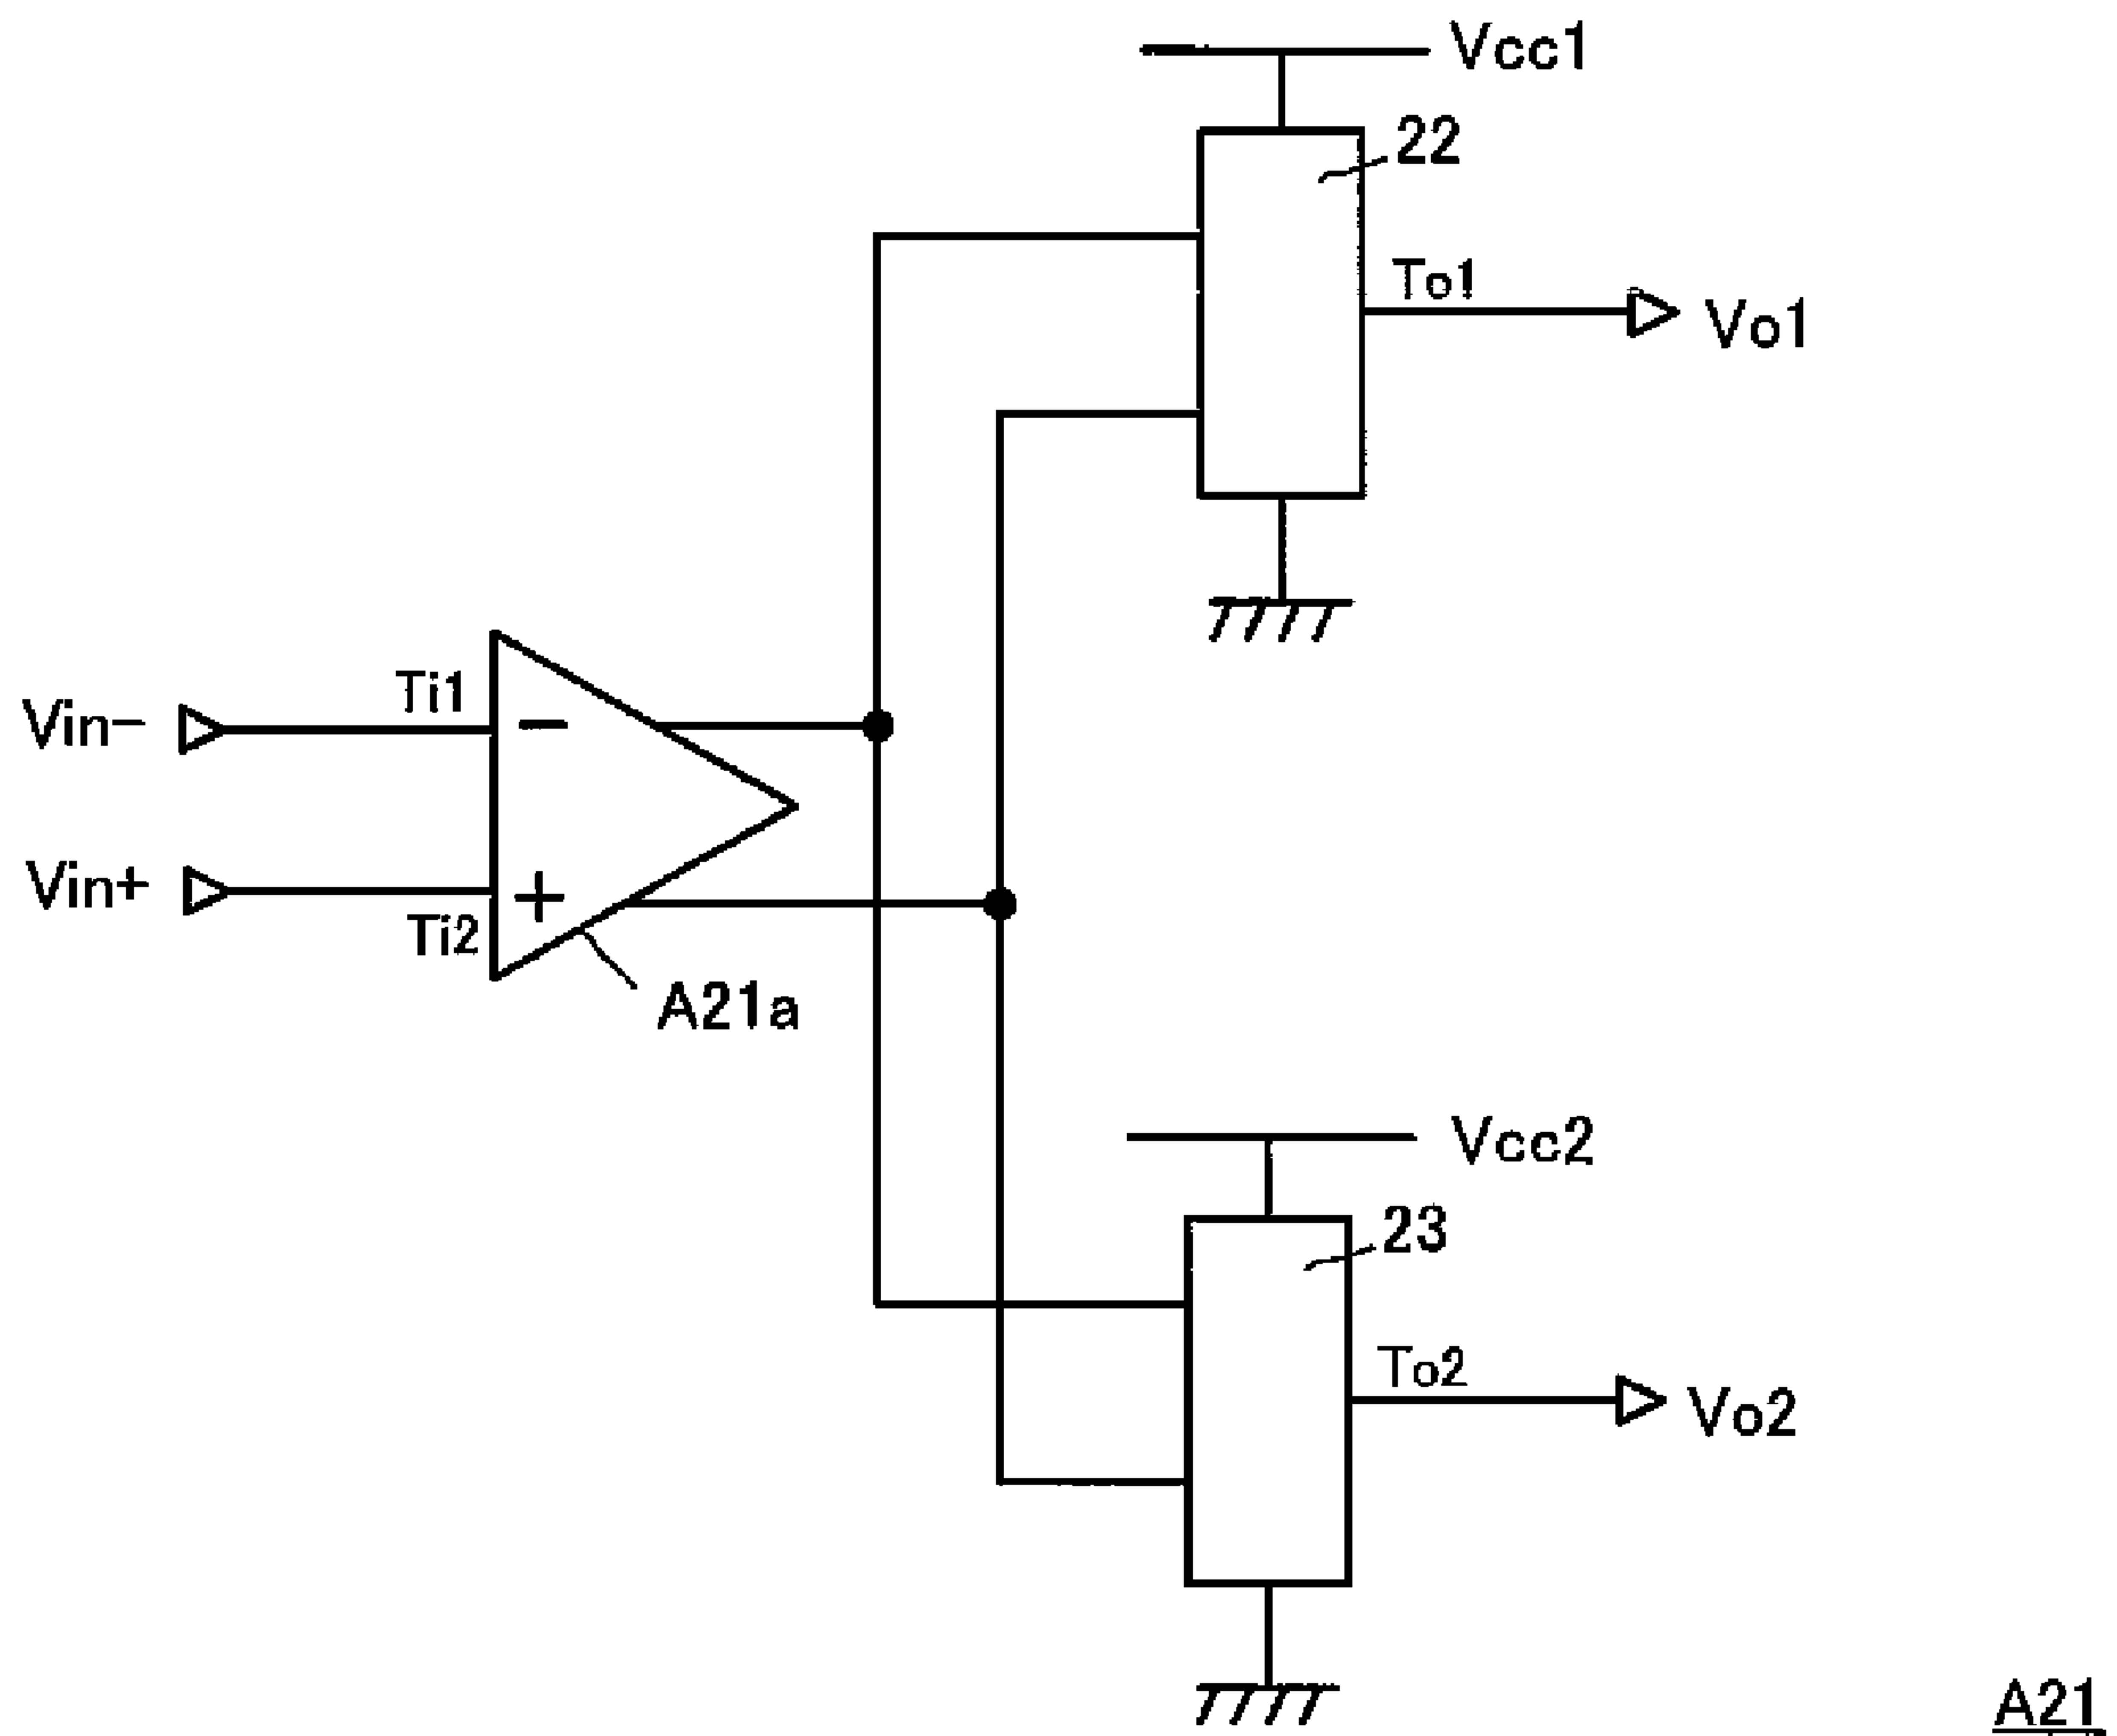 Vcc1
22
To1
Vo1
Ti1
Vin−
−
Vin+
+
Ti2
A21a
Vcc2
23
To2
Vo2
A21